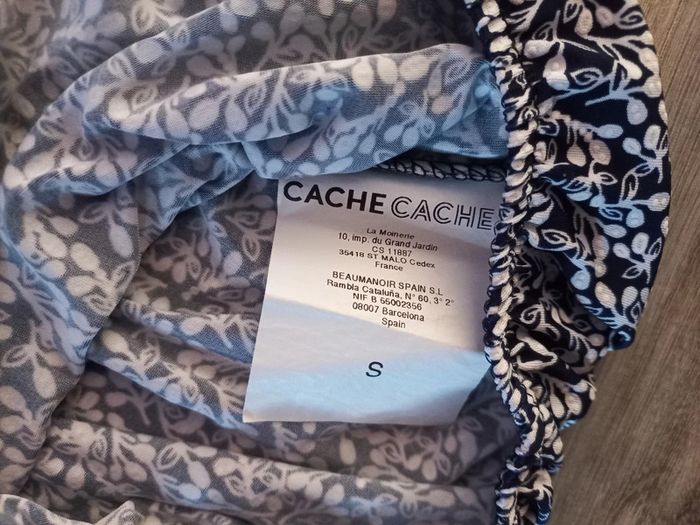 CACHE CACHE
La Moinerie
10, imp. du Grand Jardin
CS 11887
35418 ST MALO Cedex
France
BEAUMANOIR SPAIN S.L
Rambla Cataluña, N° 60, 3° 2°
NIF B 65002356
08007 Barcelona
Spain
S